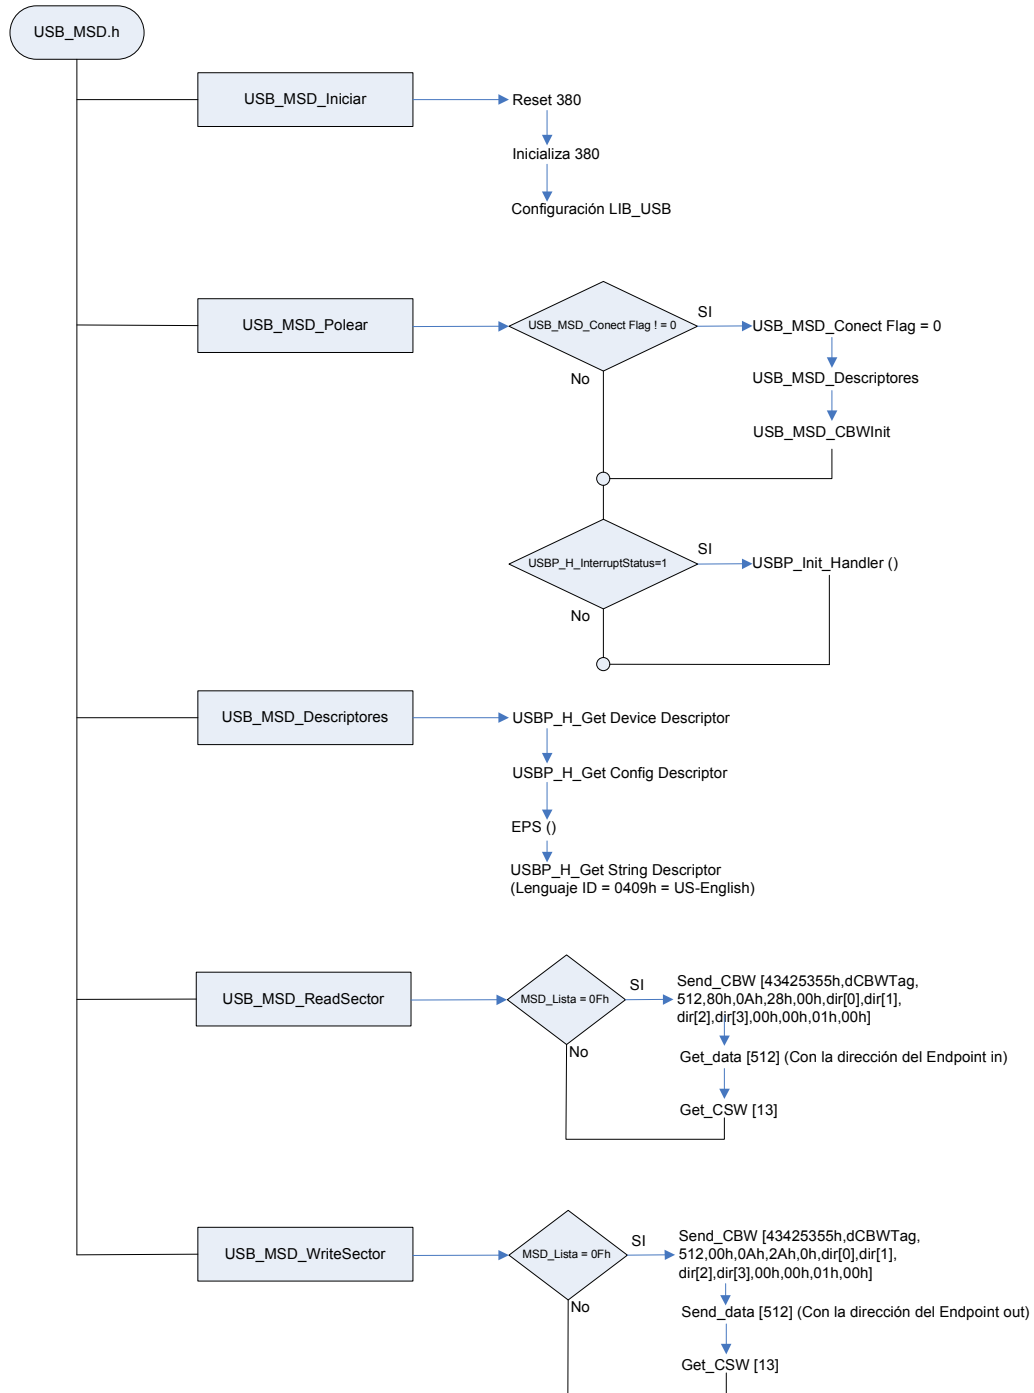 USB_MSD.h
USB_MSD_Iniciar
Reset 380
Inicializa 380
Configuración LIB_USB
USB_MSD_Polear
USB_MSD_Conect Flag ! = 0
SI
USB_MSD_Conect Flag = 0
No
USB_MSD_Descriptores
USB_MSD_CBWInit
USBP_H_InterruptStatus=1
SI
USBP_Init_Handler ()
No
USB_MSD_Descriptores
USBP_H_Get Device Descriptor
USBP_H_Get Config Descriptor
EPS ()
USBP_H_Get String Descriptor
(Lenguaje ID = 0409h = US-English)
USB_MSD_ReadSector
MSD_Lista = 0Fh
SI
No
Send_CBW [43425355h,dCBWTag,
512,80h,0Ah,28h,00h,dir[0],dir[1],
dir[2],dir[3],00h,00h,01h,00h]
Get_data [512] (Con la dirección del Endpoint in)
Get_CSW [13]
USB_MSD_WriteSector
MSD_Lista = 0Fh
SI
No
Send_CBW [43425355h,dCBWTag,
512,00h,0Ah,2Ah,0h,dir[0],dir[1],
dir[2],dir[3],00h,00h,01h,00h]
Send_data [512] (Con la dirección del Endpoint out)
Get_CSW [13]